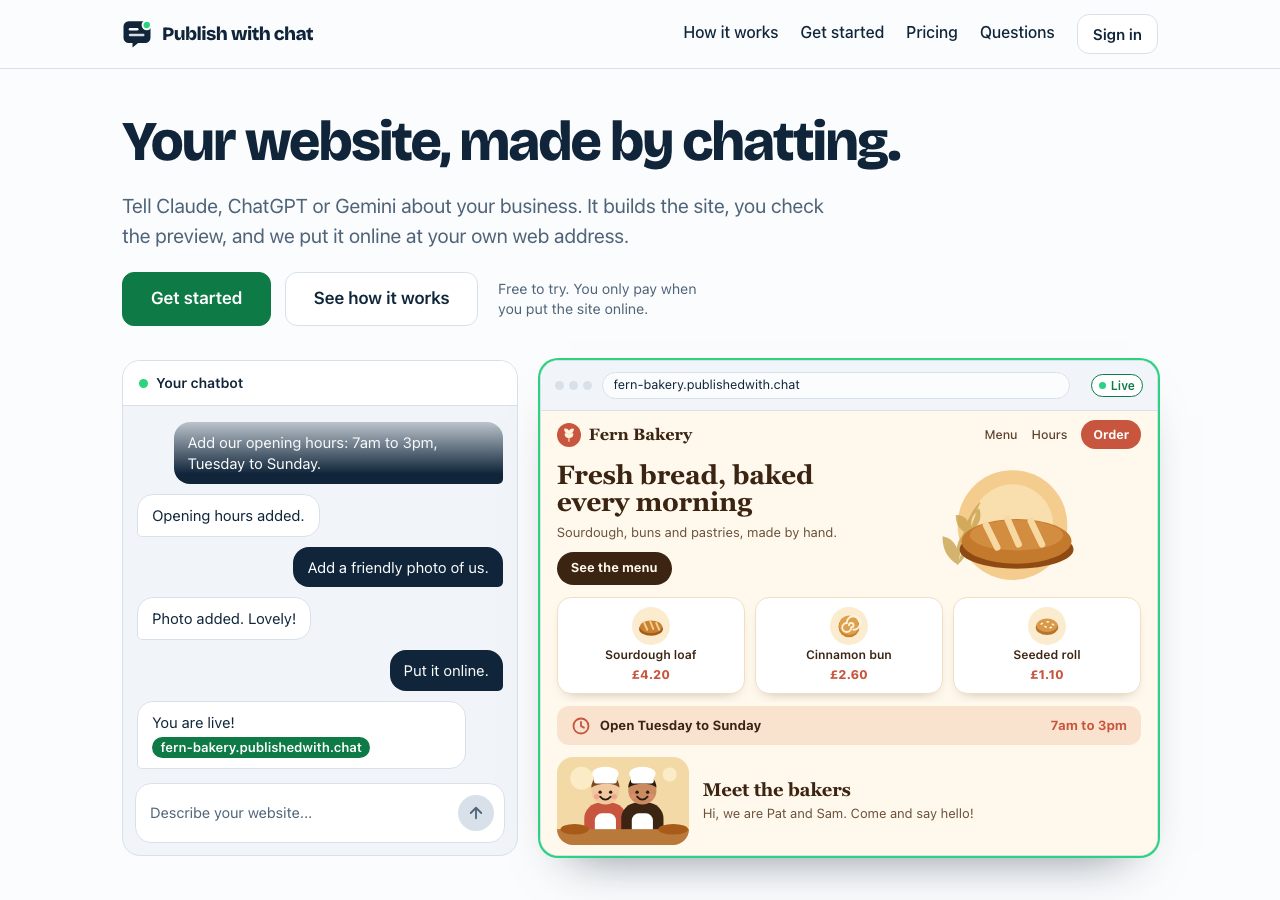 Publish with chat
How it works
Get started
Pricing
Questions
Sign in
Your website, made by chatting.
Tell Claude, ChatGPT or Gemini about your business. It builds the site, you check
the preview, and we put it online at your own web address.
Get started
See how it works
Free to try. You only pay when
you put the site online.
Your chatbot
Add our opening hours: 7am to 3pm,
Tuesday to Sunday.
Opening hours added.
Add a friendly photo of us.
Photo added. Lovely!
Put it online.
You are live!
fern-bakery.publishedwith.chat
Describe your website...
fern-bakery.publishedwith.chat
Live
Fern Bakery
Menu
Hours
Order
Fresh bread, baked
every morning
Sourdough, buns and pastries, made by hand.
See the menu
Sourdough loaf
£4.20
Cinnamon bun
£2.60
Seeded roll
£1.10
Open Tuesday to Sunday
7am to 3pm
Meet the bakers
Hi, we are Pat and Sam. Come and say hello!